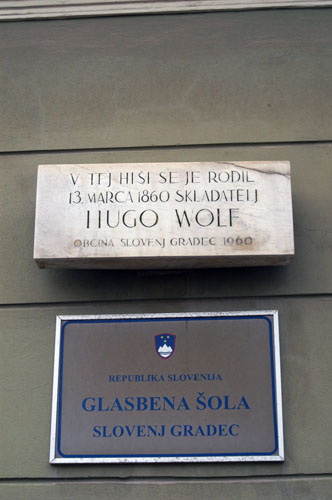 V TEJ HIŠI SE JE RODIL
13. MARCA 1860 SKLADATELJ
HUGO WOLF
OBČINA SLOVENJ GRADEC 1960
REPUBLIKA SLOVENIJA
GLASBENA ŠOLA
SLOVENJ GRADEC